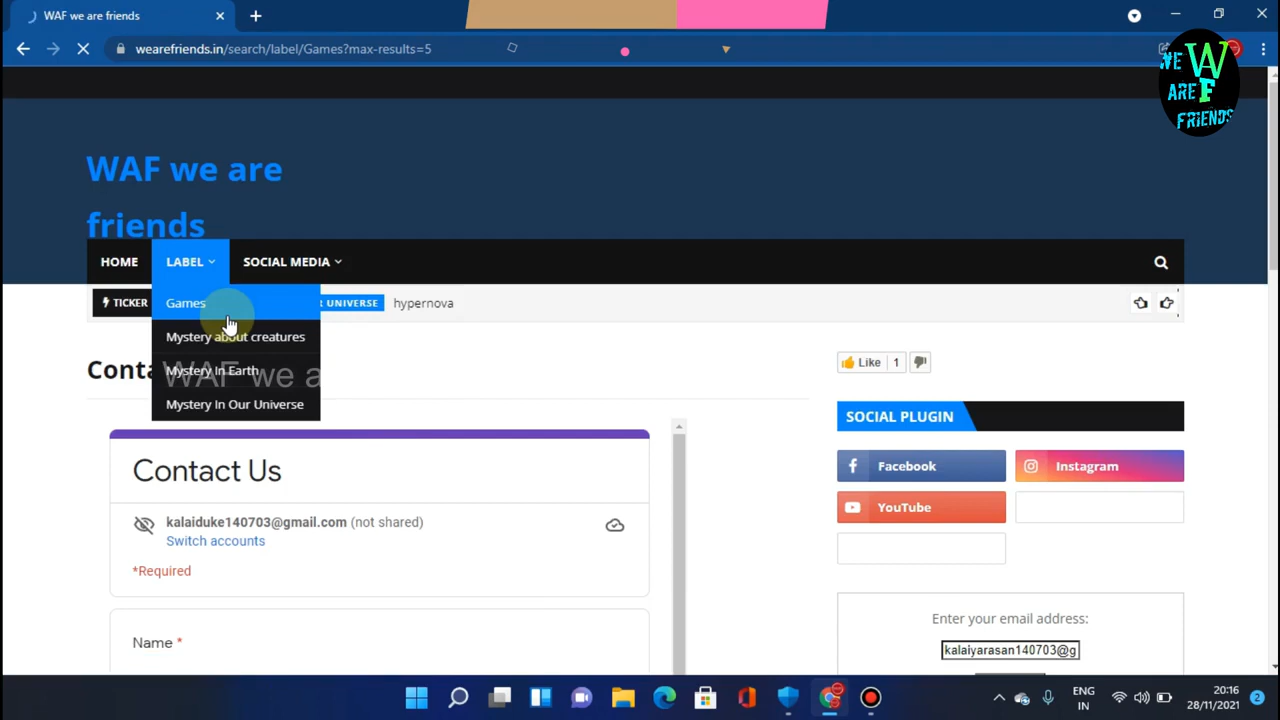 WAF we are friends
wearefriends.in/search/label/Games?max-results=5
WE W
ARE F
FRIENDS
WAF we are
friends
HOME LABEL SOCIAL MEDIA
TICKER UNIVERSE hypernova
Games
Mystery about creatures
Mystery In Earth
Mystery In Our Universe
Conta
WAF we a
Like 1
SOCIAL PLUGIN
Facebook Instagram
YouTube
Contact Us
kalaiduke140703@gmail.com (not shared)
Switch accounts
*Required
Name *
Enter your email address:
kalaiyarasan140703@g
ENG
IN
20:16
28/11/2021
2